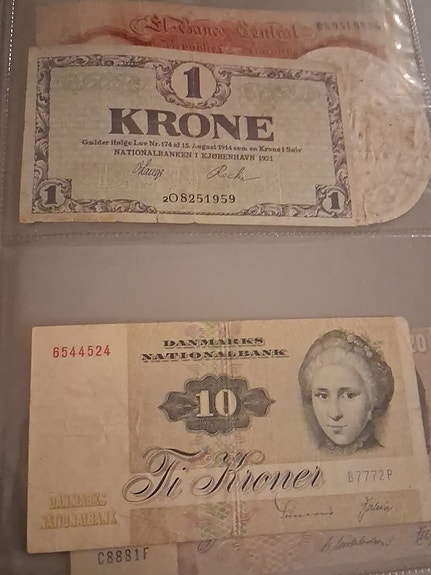 El Banco Central
1
KRONE
Gælder ifølge Lov Nr. 174 af 15. August 1914 som en Krone i Sølv
NATIONALBANKEN I KJØBENHAVN 1921
2O8251959
1
1
6544524
DANMARKS
NATIONALBANK
10
Ti Kroner
B7772P
DANMARKS
NATIONALBANK
C8881F